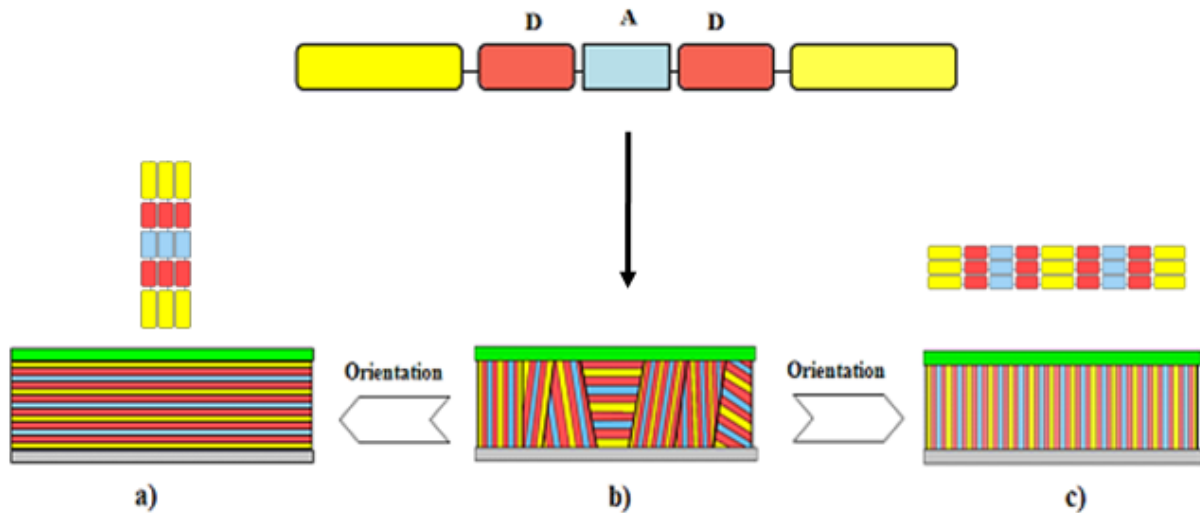 D A D
Orientation
Orientation
a)
b)
c)